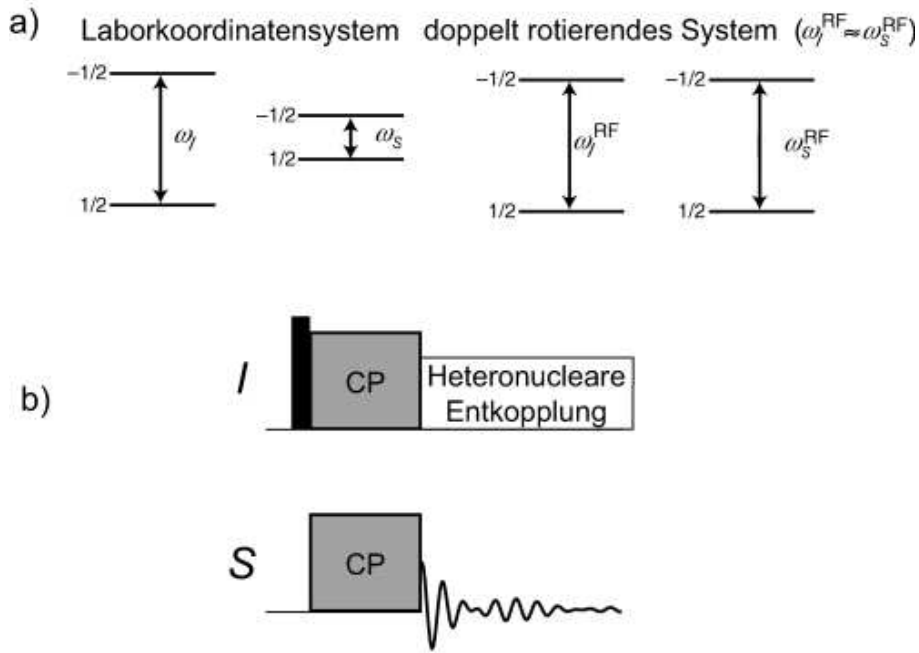 a) Laborkoordinatensystem doppelt rotierendes System (ω_I^RF ≈ ω_S^RF)
−1/2 −1/2 −1/2 −1/2
ω_I ω_S ω_I^RF ω_S^RF
1/2 1/2 1/2 1/2
b)
I CP Heteronucleare
Entkopplung
S CP